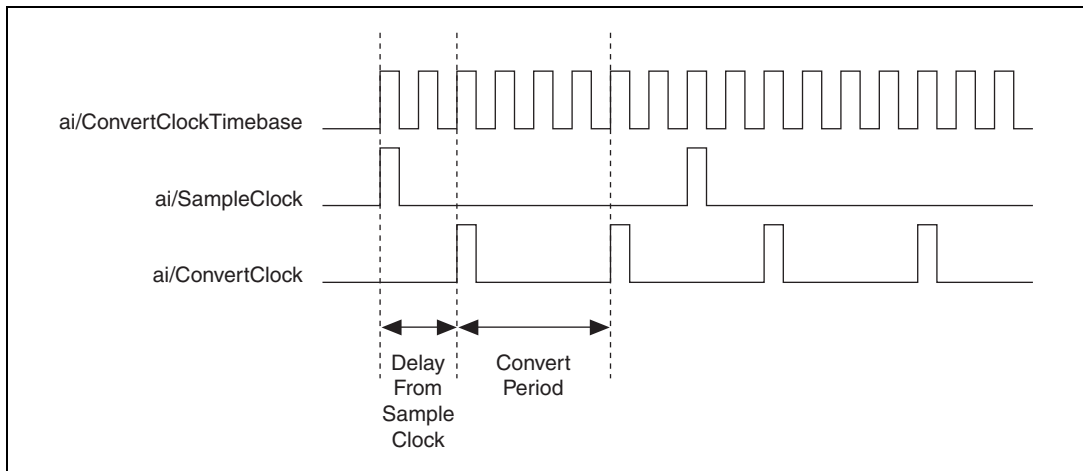 ai/ConvertClockTimebase
ai/SampleClock
ai/ConvertClock
Delay
From
Sample
Clock
Convert
Period